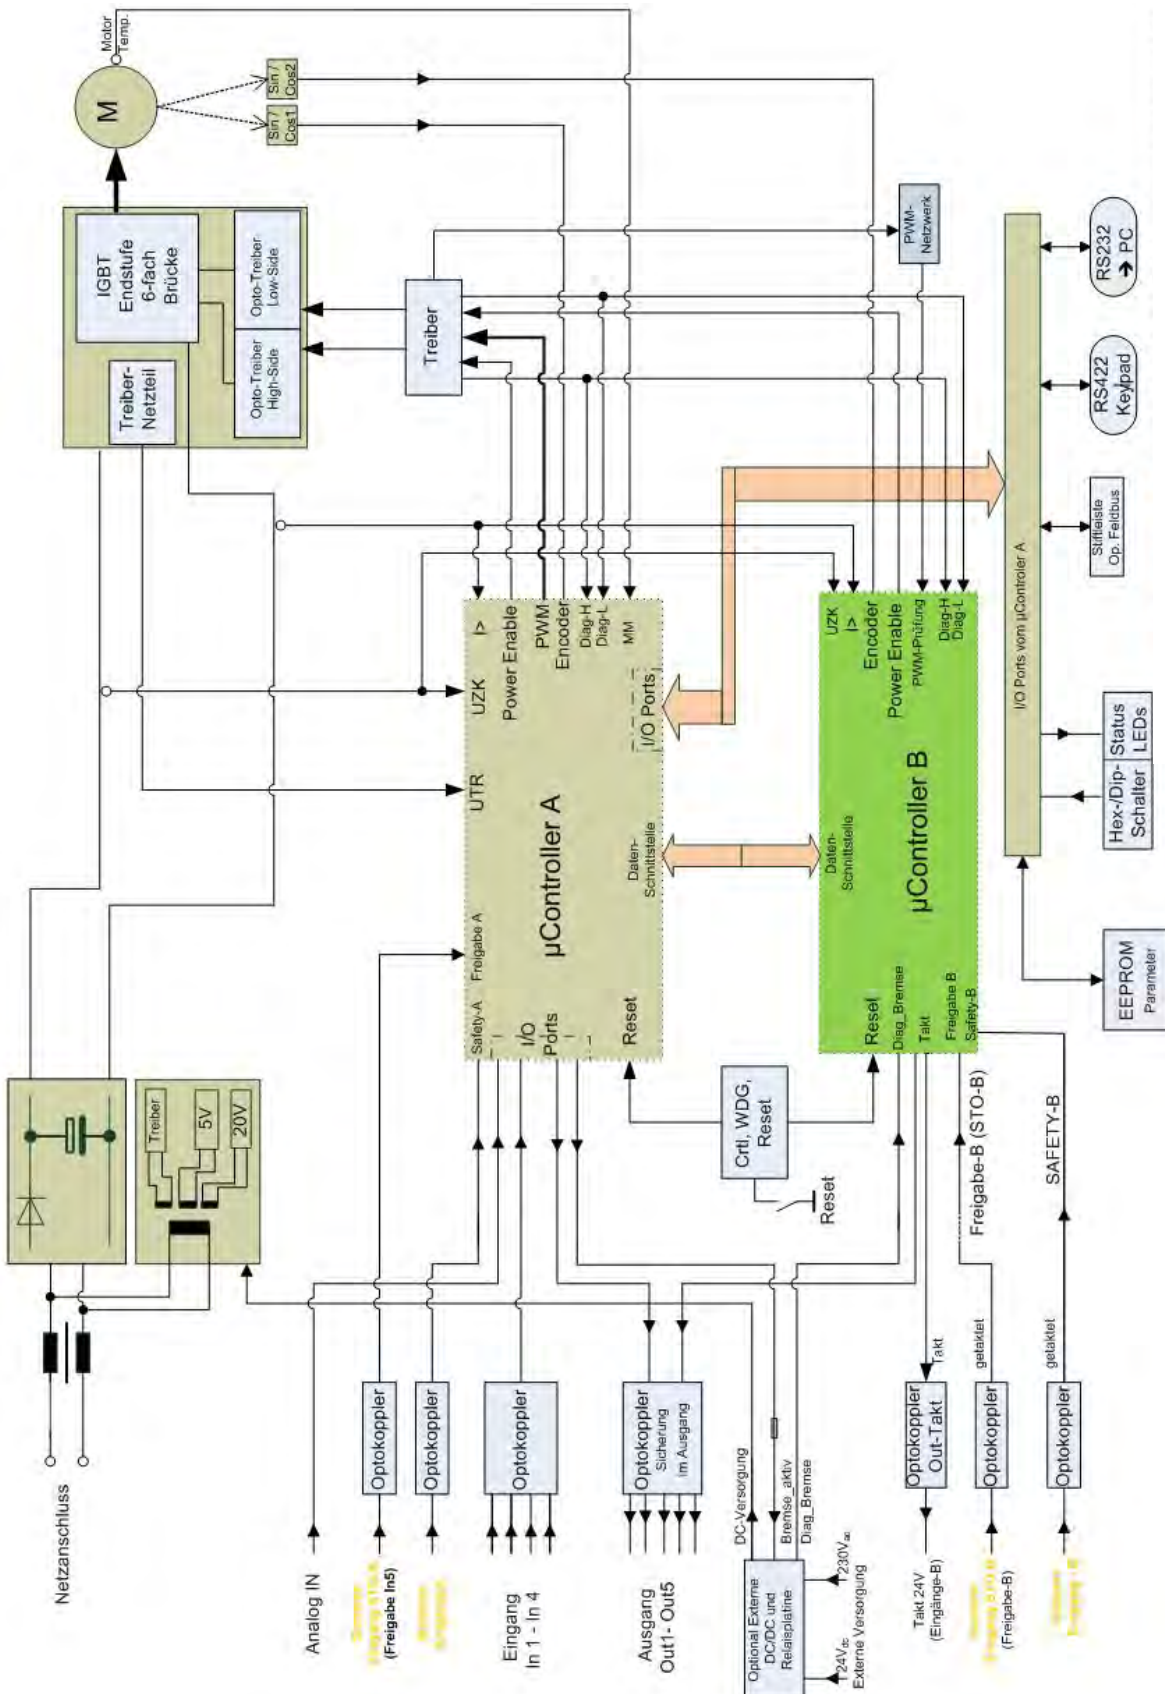 Motor
Temp.
M
Sin /
Cos2
Sin /
Cos1
IGBT
Endstufe
6-fach
Brücke
Opto-Treiber
Low-Side
Opto-Treiber
High-Side
Treiber-
Netzteil
Treiber
PWM-
Netzwerk
RS232
➔ PC
RS422
Keypad
Stiftleiste
Op. Feldbus
I/O Ports vom µControler A
Status
LEDs
Hex-/Dip-
Schalter
EEPROM
Parameter
µController A
UTR
UZK
I>
Power Enable
PWM
Encoder
Diag-H
Diag-L
MM
I/O Ports
Daten-
Schnittstelle
Freigabe A
Safety-A
I/O
Ports
Reset
µController B
UZK
I>
Encoder
Power Enable
PWM-Prüfung
Diag-H
Diag-L
Daten-
Schnittstelle
Reset
Diag_Bremse
Takt
Freigabe B
Safety-B
Crtl, WDG,
Reset
Reset
Treiber
5V
20V
Netzanschluss
Analog IN
(Freigabe In5)
Optokoppler
Optokoppler
Eingang
In 1 - In 4
Optokoppler
Ausgang
Out1- Out5
Optokoppler
Sicherung
im Ausgang
DC-Versorgung
Bremse_aktiv
Diag_Bremse
Optional Externe
DC/DC und
Relaisplatine
24Vdc
230Vac
Externe Versorgung
Takt 24V
(Eingänge-B)
Optokoppler
Out-Takt
Takt
(Freigabe-B)
Optokoppler
getaktet
Freigabe-B (STO-B)
Optokoppler
getaktet
SAFETY-B